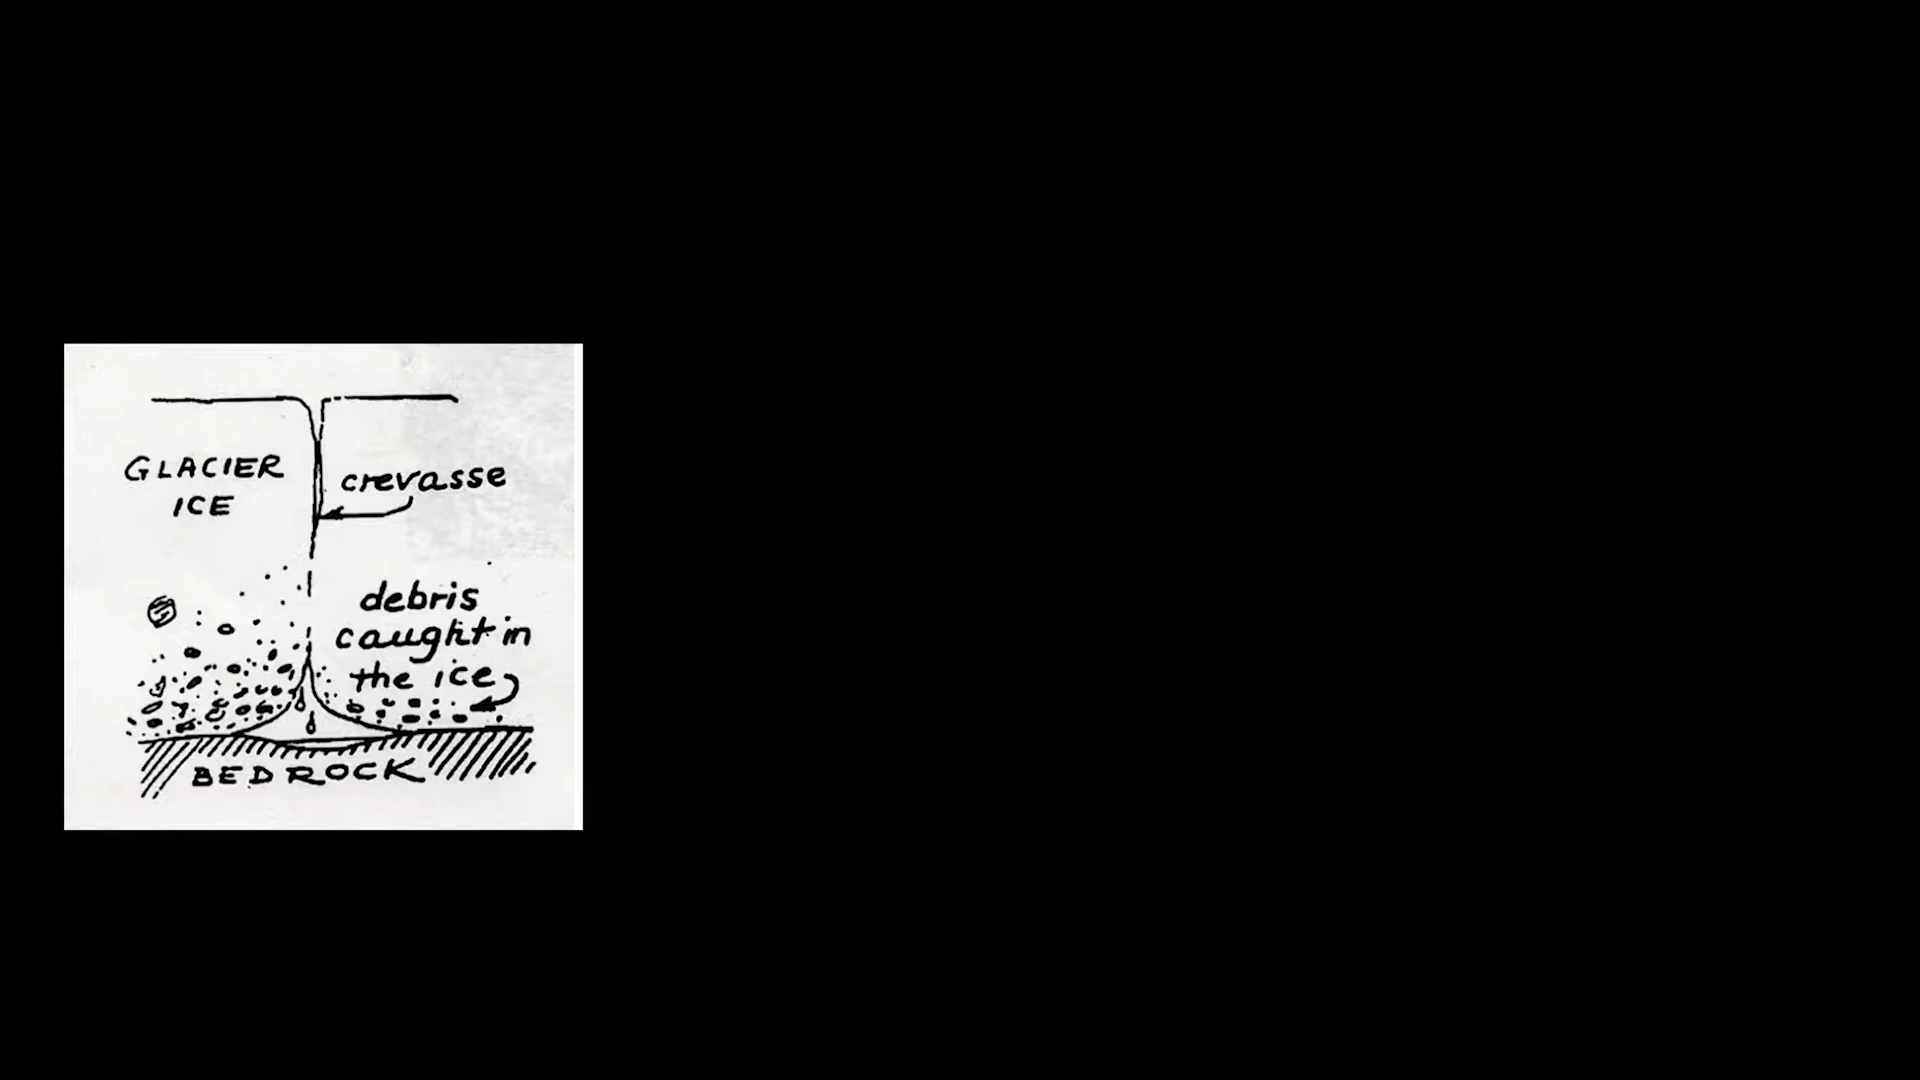 GLACIER
ICE
crevasse
debris
caught in
the ice
BEDROCK